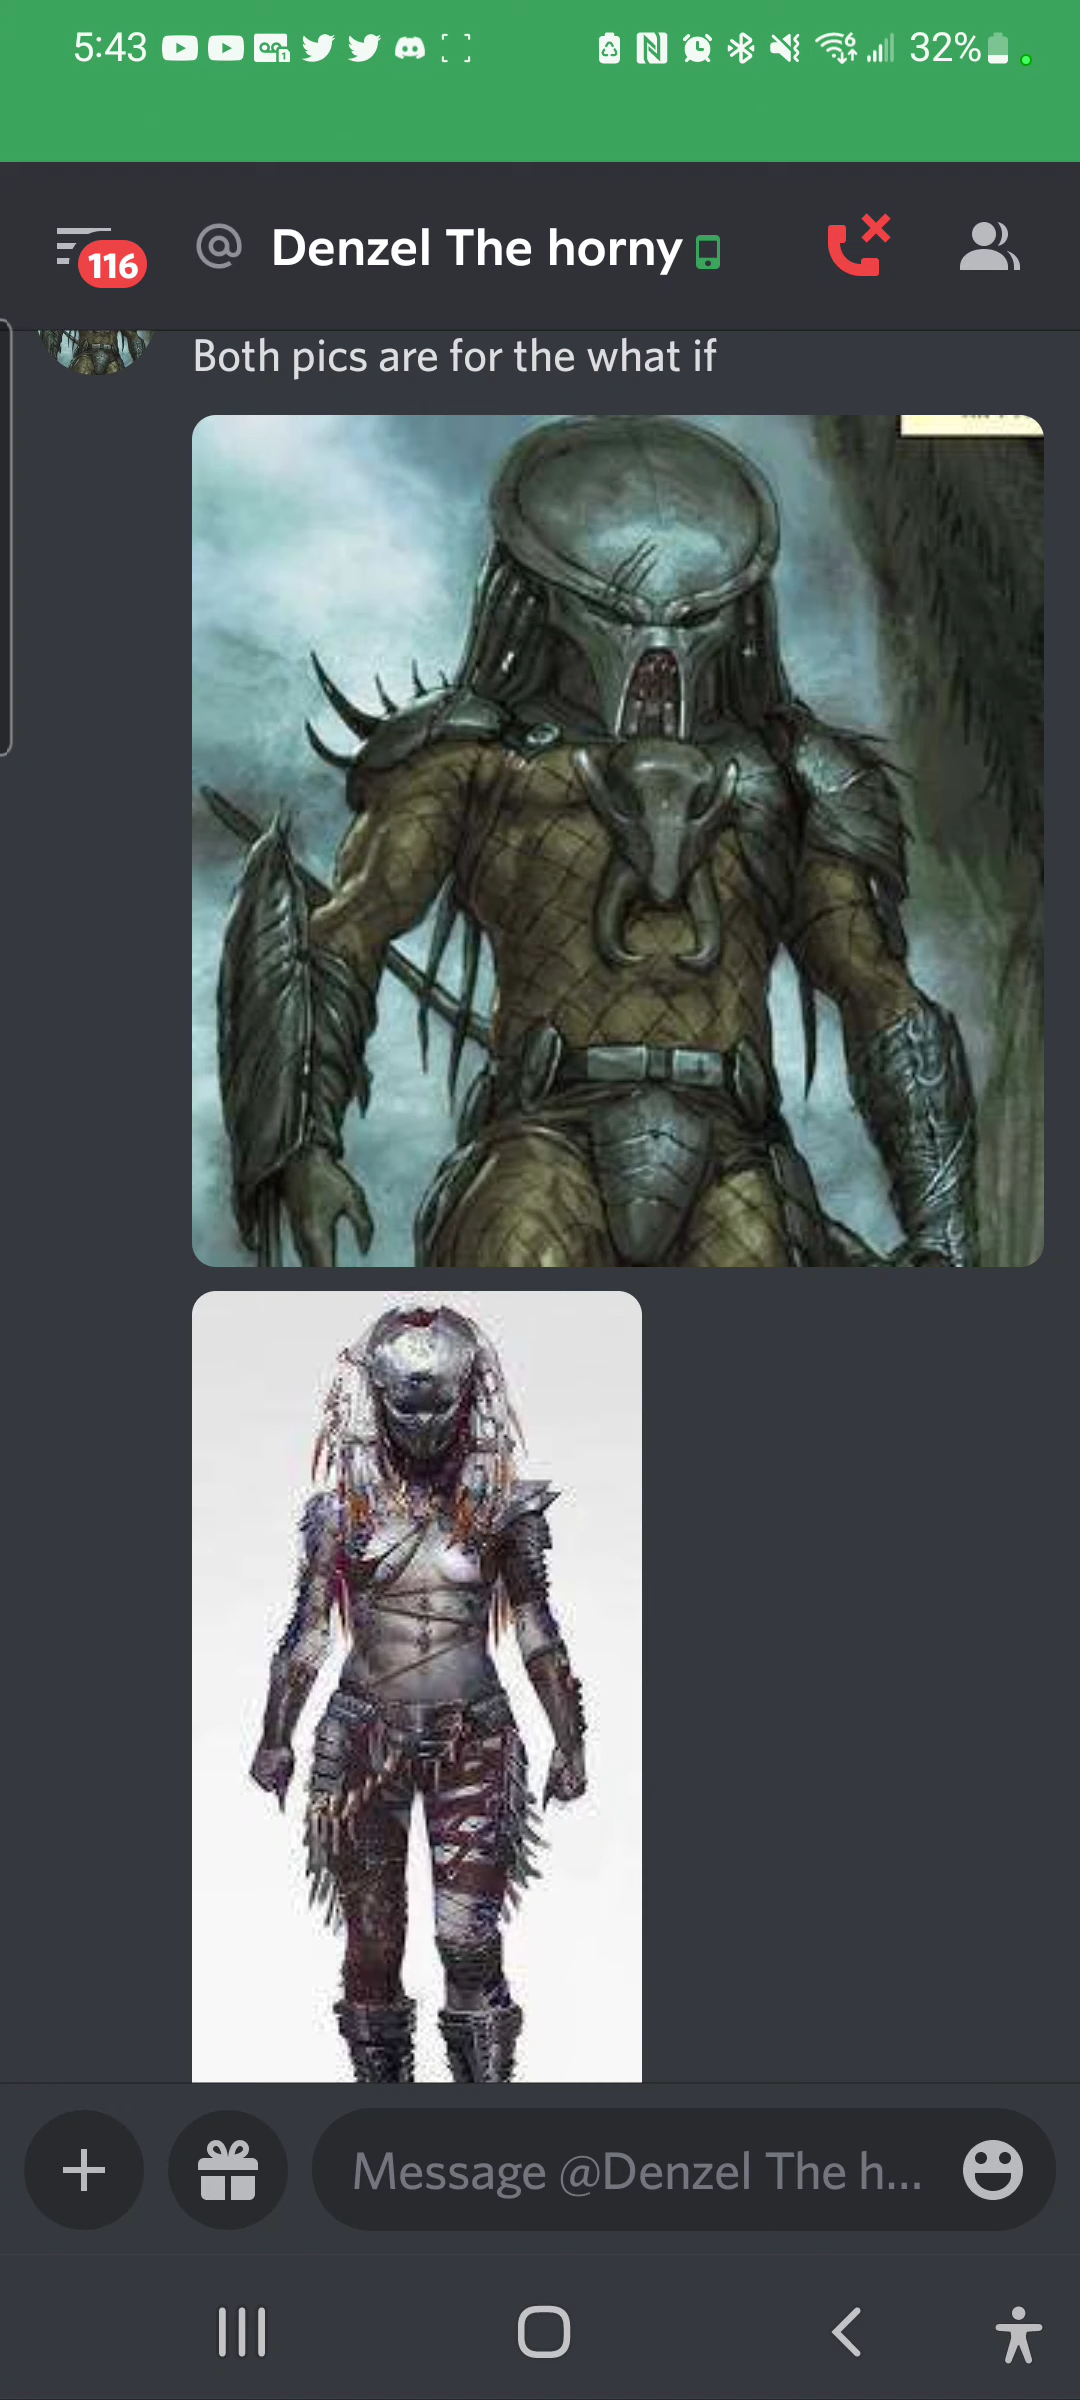 5:43
32%
116
@ Denzel The horny
Both pics are for the what if
Message @Denzel The h...